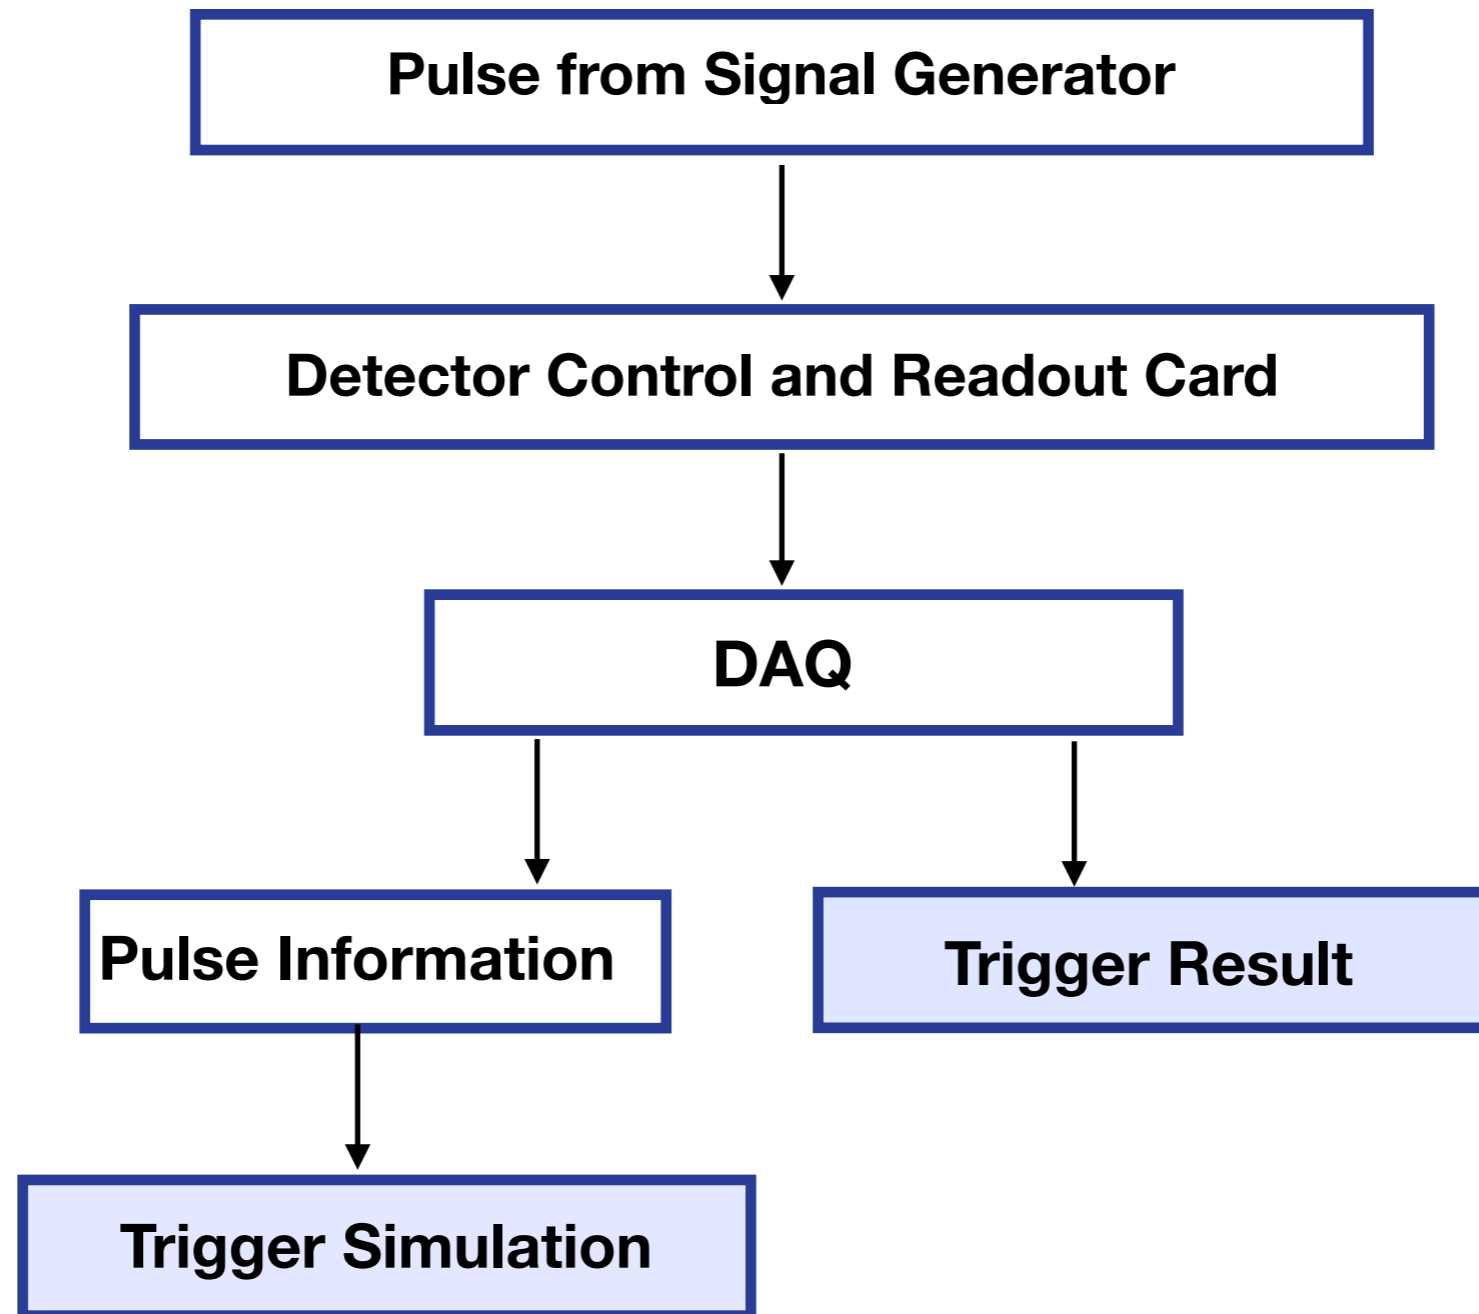 Pulse from Signal Generator
Detector Control and Readout Card
DAQ
Pulse Information
Trigger Result
Trigger Simulation